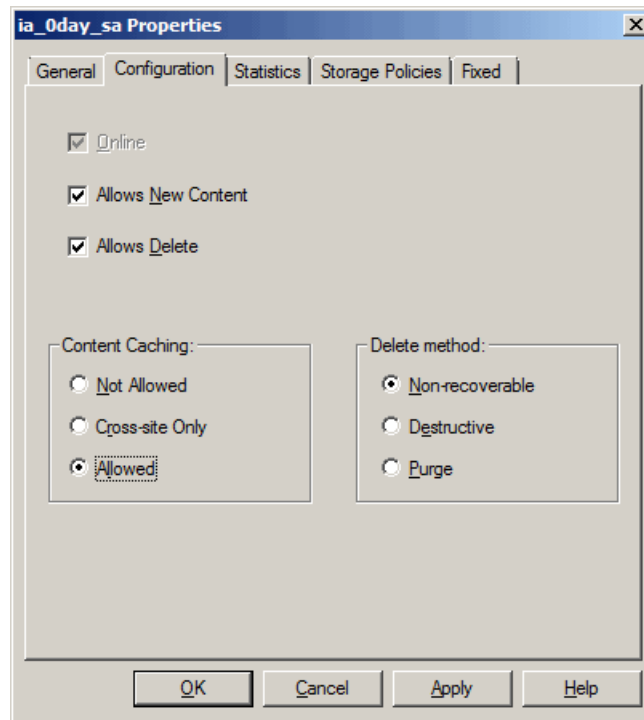 ia_0day_sa Properties
General Configuration Statistics Storage Policies Fixed
Online
Allows New Content
Allows Delete
Content Caching:
Not Allowed
Cross-site Only
Allowed
Delete method:
Non-recoverable
Destructive
Purge
OK Cancel Apply Help